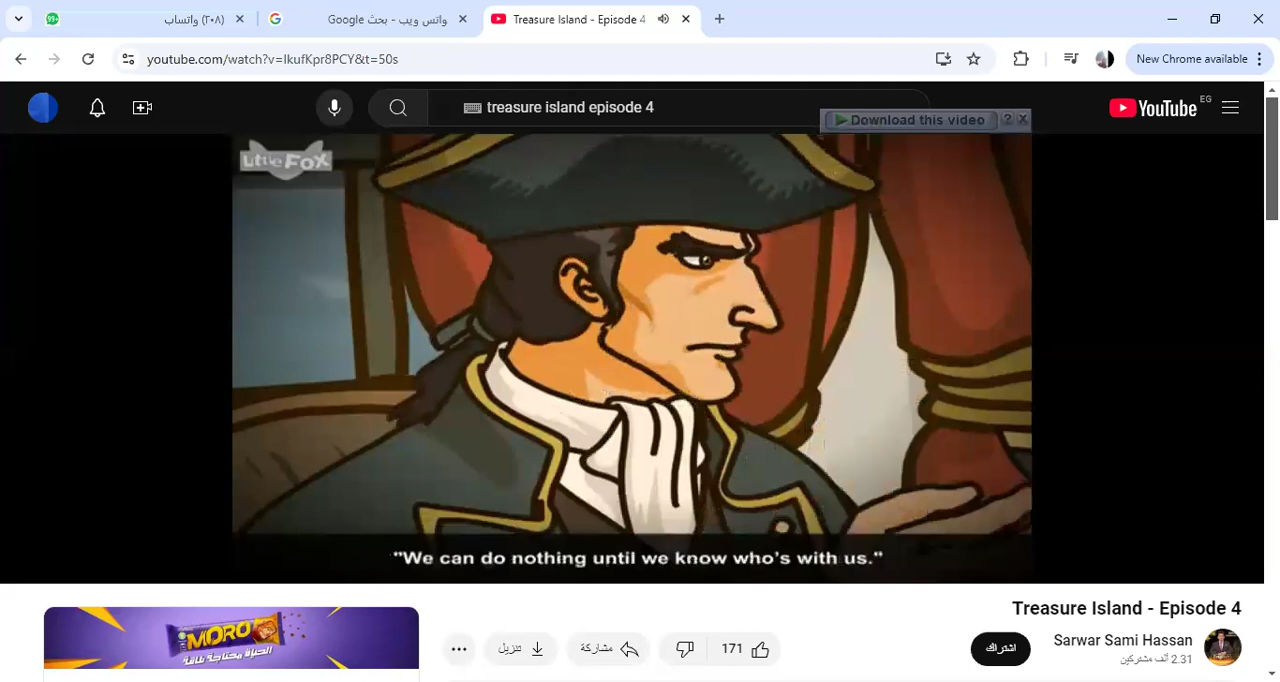 (٢٠٨) واتساب
واتس ويب - بحث Google
Treasure Island - Episode 4
youtube.com/watch?v=IkufKpr8PCY&t=50s
New Chrome available
treasure island episode 4
YouTube EG
Download this video ? X
Little Fox
"We can do nothing until we know who's with us."
Treasure Island - Episode 4
MORO
Sarwar Sami Hassan
2.31 ألف مشتركين
اشتراك
171
مشاركة
تنزيل